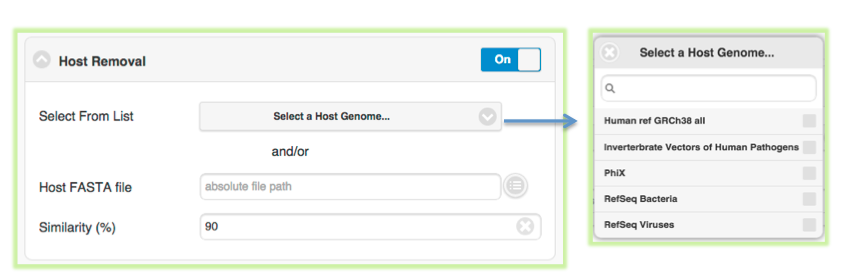 Host Removal
On
Select From List
Select a Host Genome...
and/or
Host FASTA file
absolute file path
Similarity (%)
90
Select a Host Genome...
Human ref GRCh38 all
Inverterbrate Vectors of Human Pathogens
PhiX
RefSeq Bacteria
RefSeq Viruses